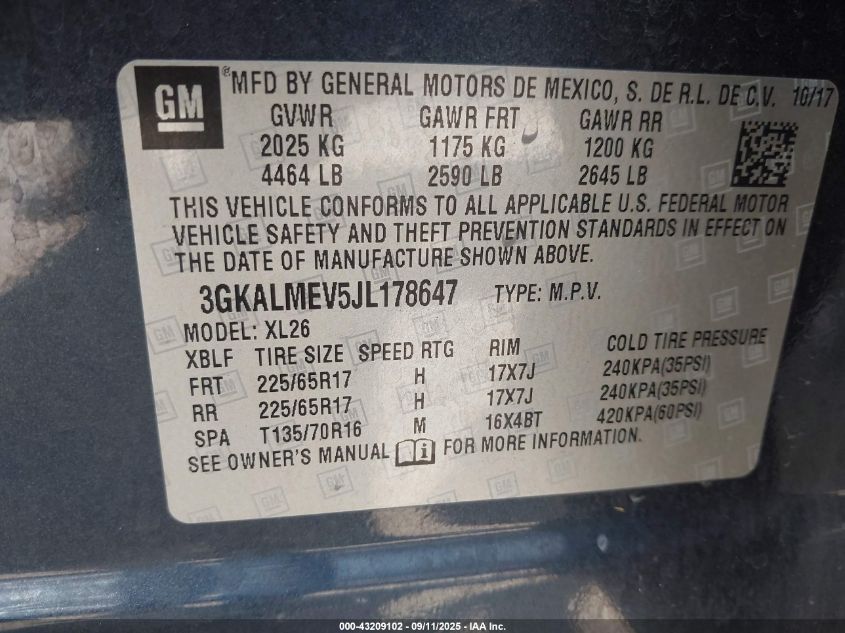 GM ® MFD BY GENERAL MOTORS DE MEXICO, S. DE R.L. DE C.V. 10/17
GVWR GAWR FRT GAWR RR
2025 KG 1175 KG 1200 KG
4464 LB 2590 LB 2645 LB
THIS VEHICLE CONFORMS TO ALL APPLICABLE U.S. FEDERAL MOTOR
VEHICLE SAFETY AND THEFT PREVENTION STANDARDS IN EFFECT ON
THE DATE OF MANUFACTURE SHOWN ABOVE.
3GKALMEV5JL178647 TYPE: M.P.V.
MODEL: XL26
XBLF TIRE SIZE SPEED RTG RIM COLD TIRE PRESSURE
FRT 225/65R17 H 17X7J 240KPA(35PSI)
RR 225/65R17 H 17X7J 240KPA(35PSI)
SPA T135/70R16 M 16X4BT 420KPA(60PSI)
SEE OWNER'S MANUAL i FOR MORE INFORMATION.
000-43209102 - 09/11/2025 - IAA Inc.